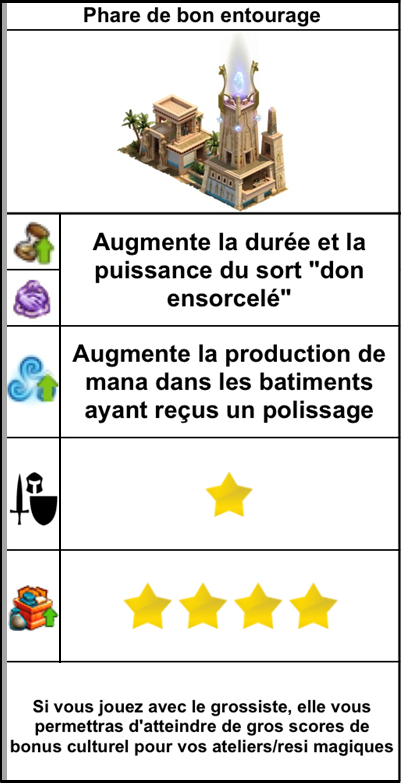 Phare de bon entourage
Augmente la durée et la
puissance du sort "don
ensorcelé"
Augmente la production de
mana dans les batiments
ayant reçus un polissage
Si vous jouez avec le grossiste, elle vous
permettras d'atteindre de gros scores de
bonus culturel pour vos ateliers/resi magiques